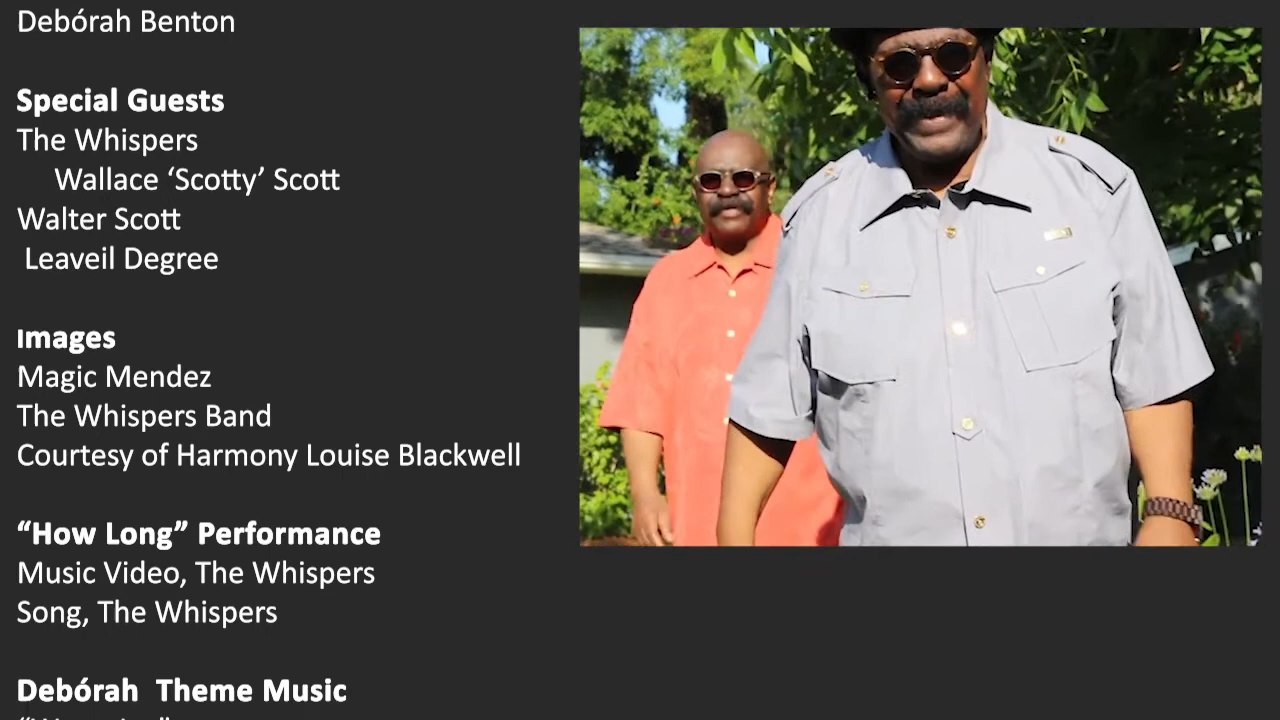 Debórah Benton
Special Guests
The Whispers
Wallace ‘Scotty’ Scott
Walter Scott
Leaveil Degree
Images
Magic Mendez
The Whispers Band
Courtesy of Harmony Louise Blackwell
“How Long” Performance
Music Video, The Whispers
Song, The Whispers
Debórah  Theme Music